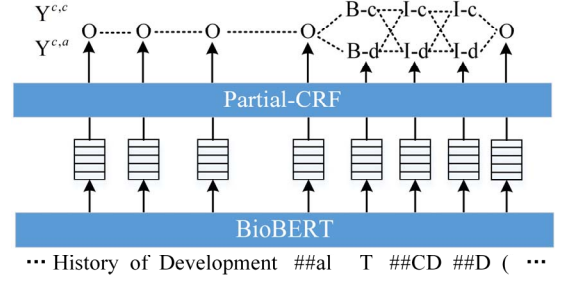 Y^{c,c} B-c I-c I-c
Y^{c,a} O O O O O
B-d I-d I-d
Partial-CRF
BioBERT
··· History of Development ##al T ##CD ##D ( ···